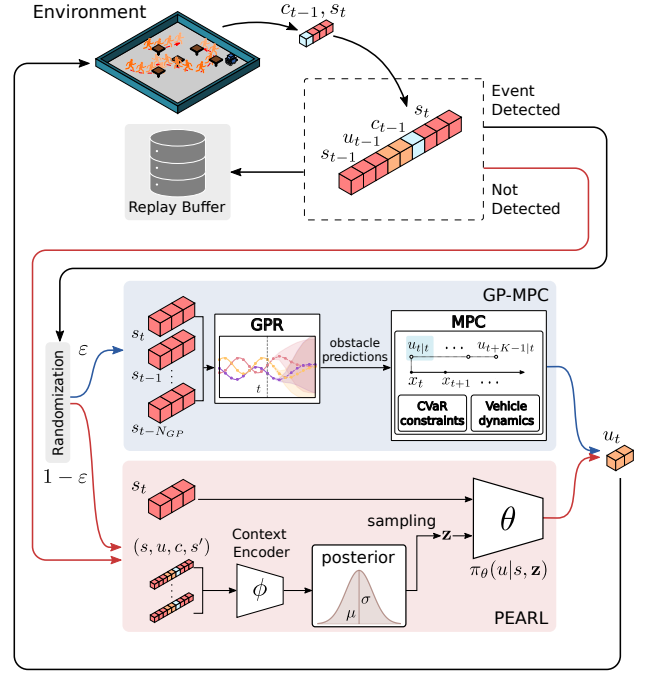 Environment
c_{t−1}, s_t
Event
Detected
s_t
c_{t−1}
u_{t−1}
s_{t−1}
Not
Detected
Replay Buffer
GP-MPC
Randomization
ε
1 − ε
s_t
s_{t−1}
⋮
s_{t−N_{GP}}
GPR
t
obstacle
predictions
MPC
u_{t|t} · · · u_{t+K−1|t}
x_t x_{t+1} · · ·
CVaR
constraints
Vehicle
dynamics
u_t
s_t
(s, u, c, s′)
⋮
Context
Encoder
ϕ
posterior
μ
σ
sampling
z
θ
π_θ(u|s, z)
PEARL